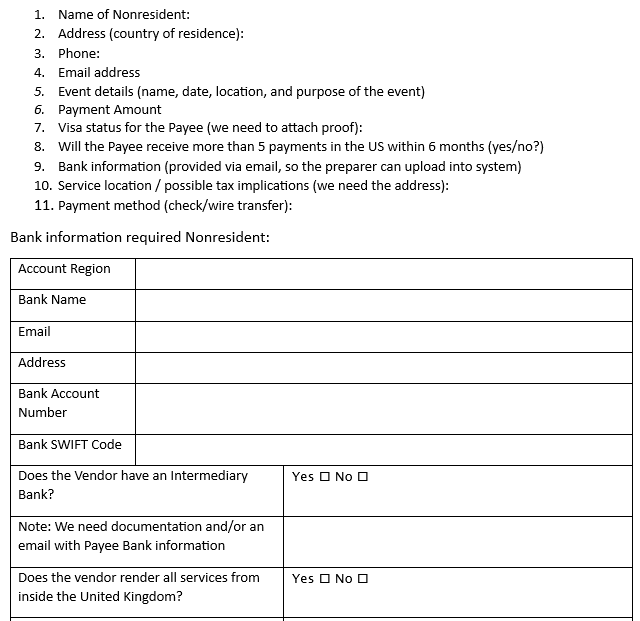 1. Name of Nonresident:
2. Address (country of residence):
3. Phone:
4. Email address
5. Event details (name, date, location, and purpose of the event)
6. Payment Amount
7. Visa status for the Payee (we need to attach proof):
8. Will the Payee receive more than 5 payments in the US within 6 months (yes/no?)
9. Bank information (provided via email, so the preparer can upload into system)
10. Service location / possible tax implications (we need the address):
11. Payment method (check/wire transfer):
Bank information required Nonresident:
Account Region
Bank Name
Email
Address
Bank Account
Number
Bank SWIFT Code
Does the Vendor have an Intermediary
Bank?
Yes ☐ No ☐
Note: We need documentation and/or an
email with Payee Bank information
Does the vendor render all services from
inside the United Kingdom?
Yes ☐ No ☐